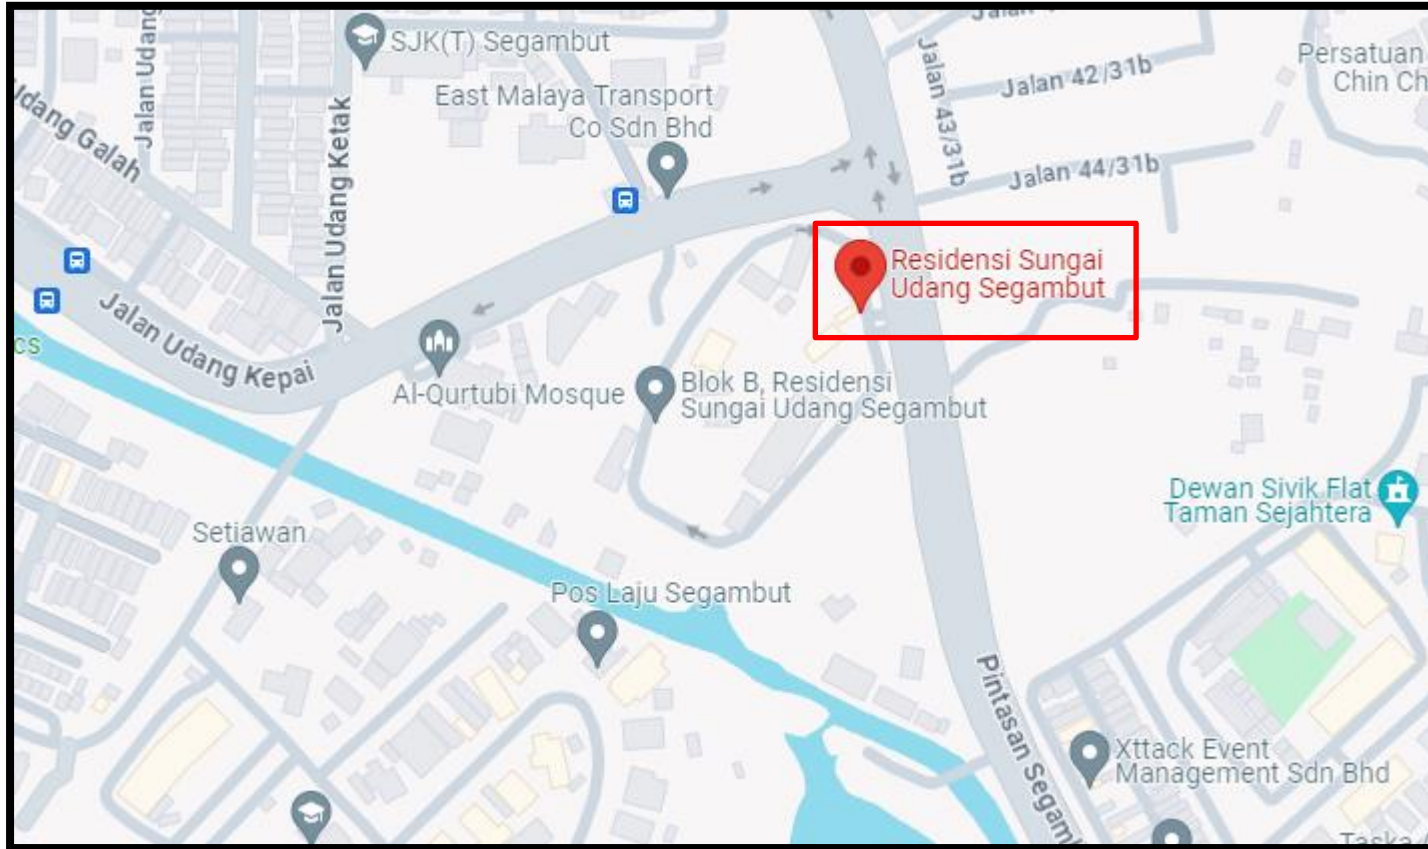 Jalan Udang
SJK(T) Segambut
East Malaya Transport
Co Sdn Bhd
Jalan 43/31b
Jalan 42/31b
Persatuan
Chin Ch
Udang Galah
Jalan Udang Ketak
Jalan 44/31b
Residensi Sungai
Udang Segambut
Jalan Udang Kepai
cs
Al-Qurtubi Mosque
Blok B, Residensi
Sungai Udang Segambut
Dewan Sivik Flat
Taman Sejahtera
Setiawan
Pos Laju Segambut
Pintasan Segamb
Xttack Event
Management Sdn Bhd
Taska